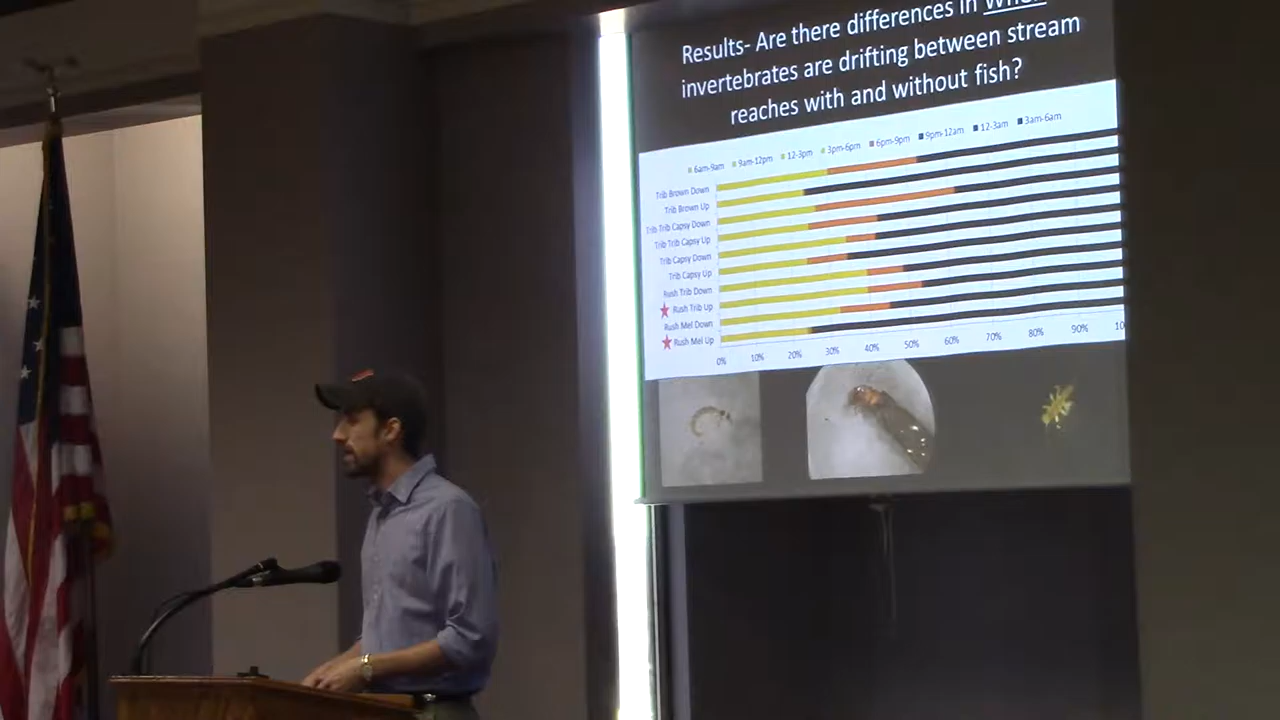 Results- Are there differences in When
invertebrates are drifting between stream
reaches with and without fish?
6am-9am 9am-12pm 12-3pm 3pm-6pm 6pm-9pm 9pm-12am 12-3am 3am-6am
Trib Brown Down
Trib Brown Up
Trib Trib Capsy Down
Trib Trib Capsy Up
Trib Capsy Down
Trib Capsy Up
Rush Trib Down
Rush Trib Up
Rush Mel Down
Rush Mel Up
0% 10% 20% 30% 40% 50% 60% 70% 80% 90% 10